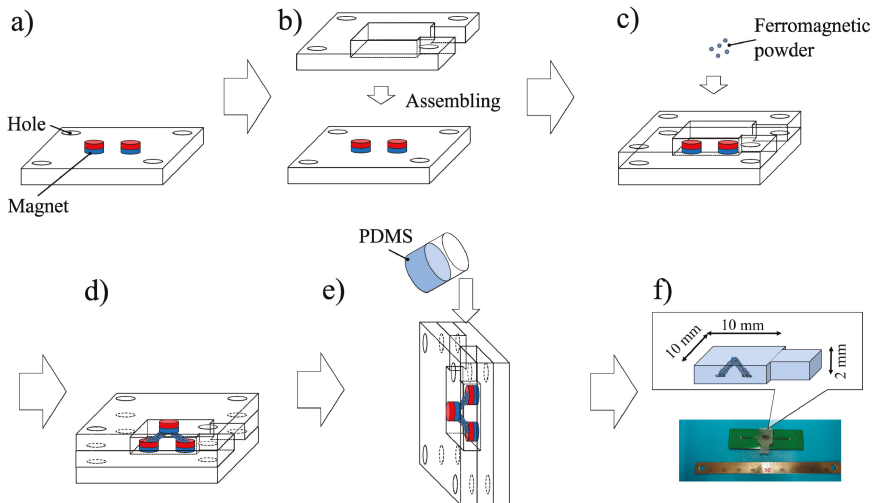 a)
Hole
Magnet
b)
Assembling
c)
Ferromagnetic
powder
d)
e)
PDMS
f)
10 mm
10 mm
2 mm